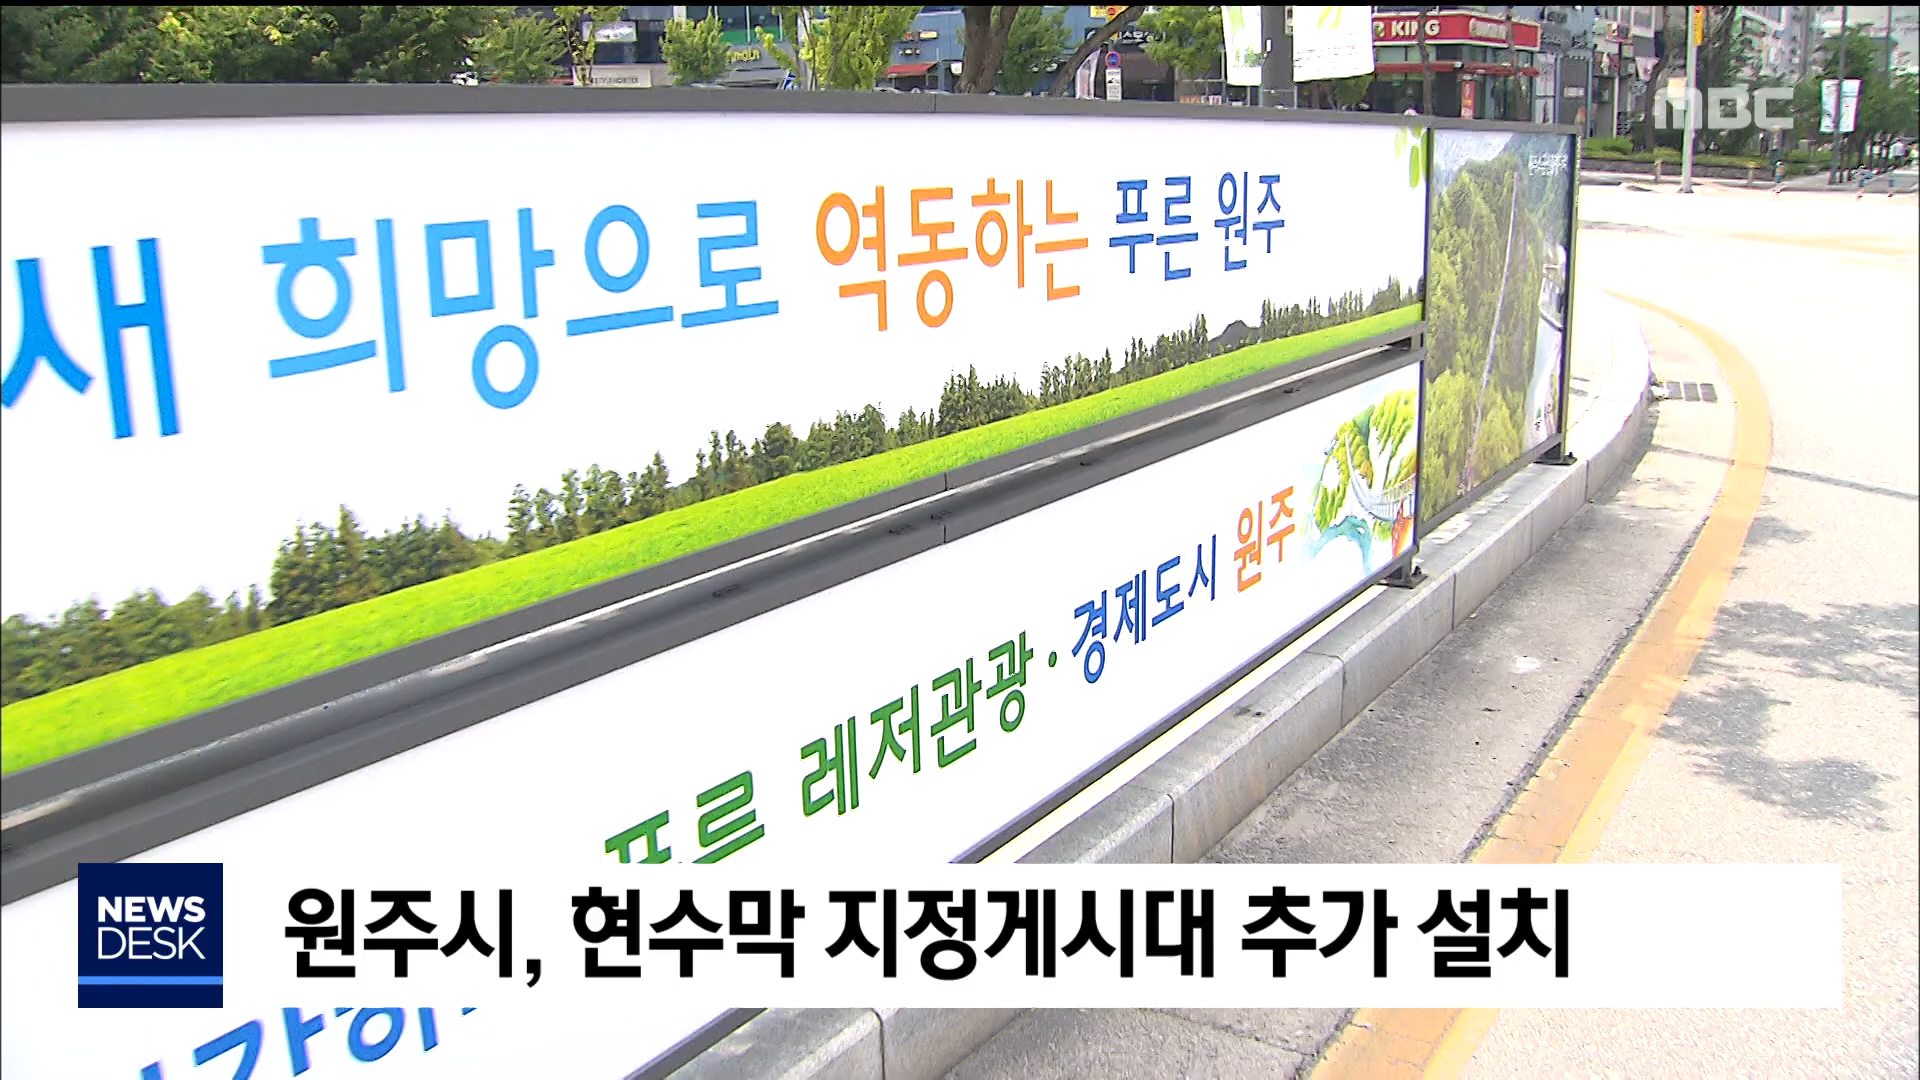 KING
MBC
새 희망으로 역동하는 푸른 원주
푸른 레저관광·경제도시 원주
NEWS
DESK
원주시, 현수막 지정게시대 추가 설치